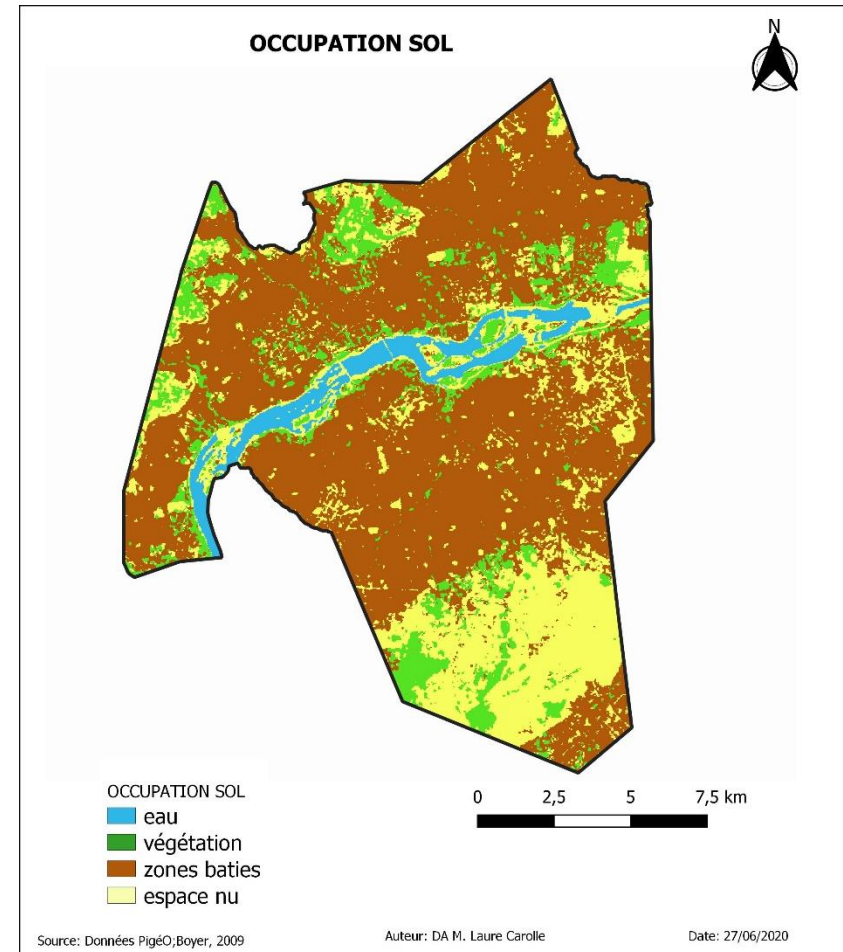 OCCUPATION SOL
N
OCCUPATION SOL
eau
végétation
zones baties
espace nu
0 2,5 5 7,5 km
Source: Données PigéO;Boyer, 2009 Auteur: DA M. Laure Carolle Date: 27/06/2020